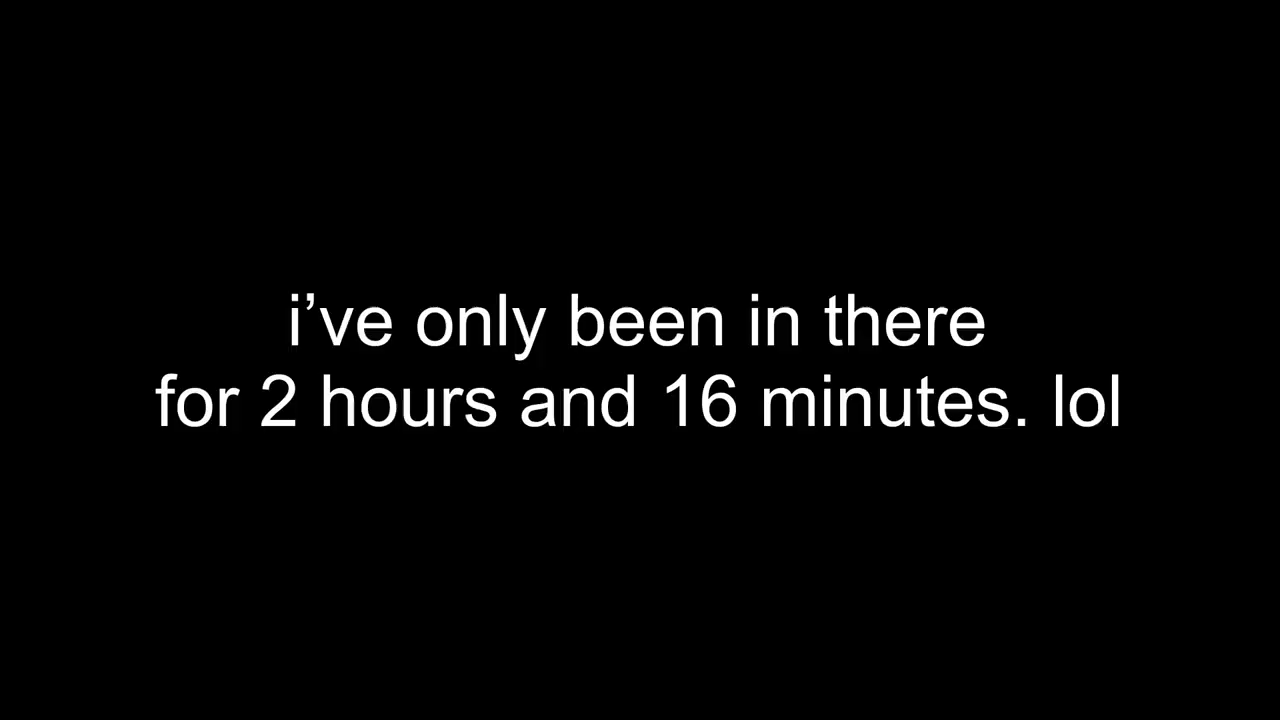 i’ve only been in there
for 2 hours and 16 minutes. lol